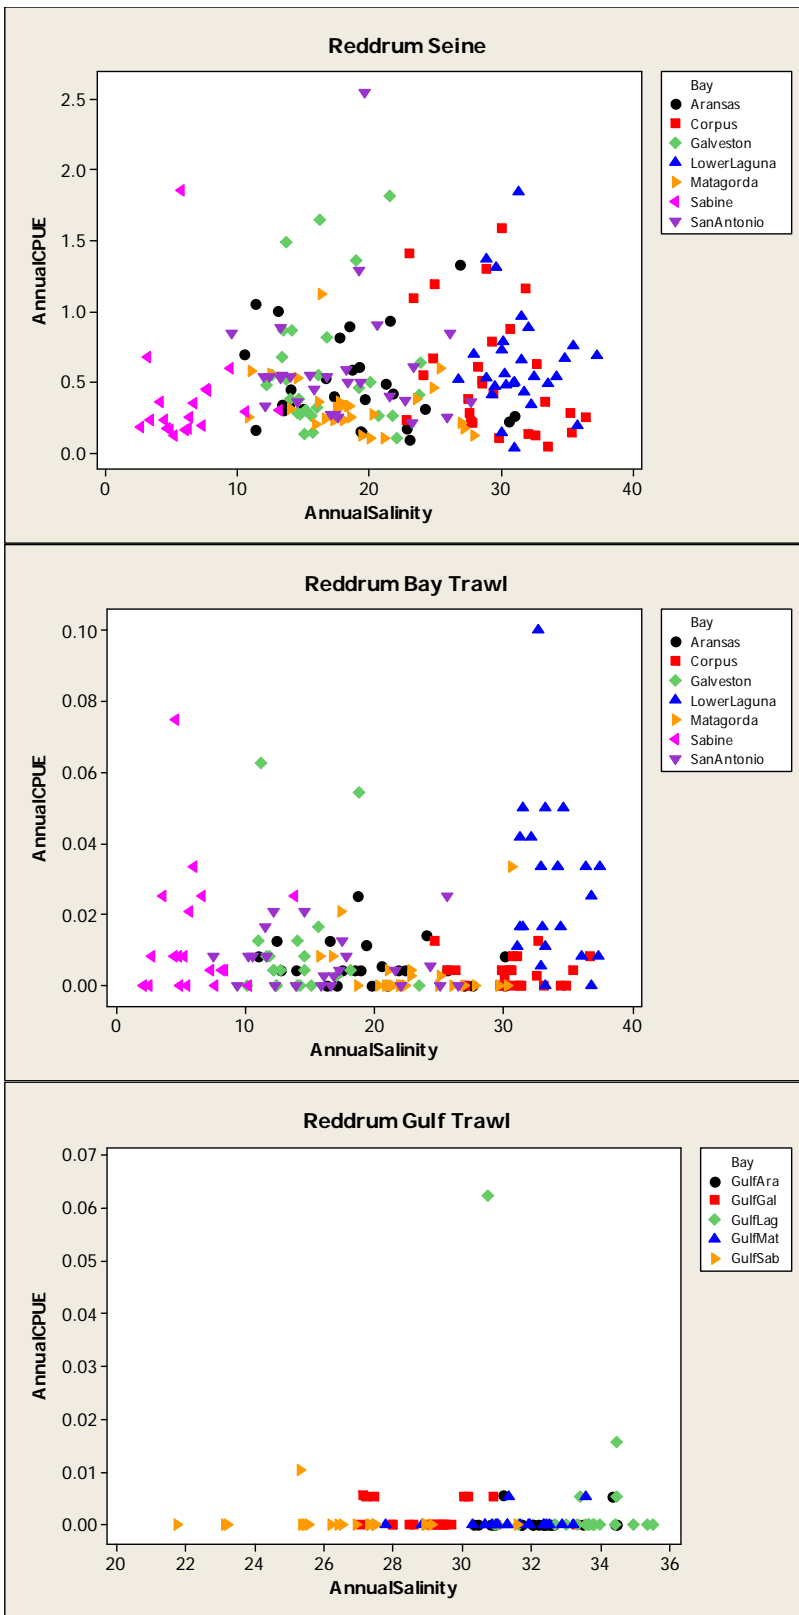 Reddrum Seine
2.5
2.0
1.5
1.0
0.5
0.0
AnnualCPUE
0 10 20 30 40
AnnualSalinity
Bay
Aransas
Corpus
Galveston
LowerLaguna
Matagorda
Sabine
SanAntonio
Reddrum Bay Trawl
0.10
0.08
0.06
0.04
0.02
0.00
AnnualCPUE
0 10 20 30 40
AnnualSalinity
Bay
Aransas
Corpus
Galveston
LowerLaguna
Matagorda
Sabine
SanAntonio
Reddrum Gulf Trawl
0.07
0.06
0.05
0.04
0.03
0.02
0.01
0.00
AnnualCPUE
20 22 24 26 28 30 32 34 36
AnnualSalinity
Bay
GulfAra
GulfGal
GulfLag
GulfMat
GulfSab